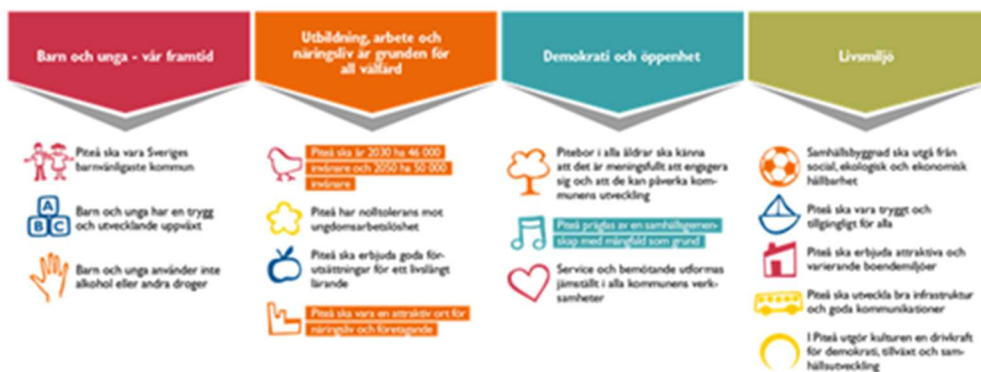 Barn och unga - vår framtid
Piteå ska vara Sveriges
barnvänligaste kommun
A
B C
Barn och unga har en trygg
och utvecklande uppväxt
Barn och unga använder inte
alkohol eller andra droger
Utbildning, arbete och
näringsliv är grunden för
all välfärd
Piteå ska år 2030 ha 46 000
invånare och 2050 ha 50 000
invånare
Piteå har nolltolerans mot
ungdomsarbetslöshet
Piteå ska erbjuda goda för-
utsättningar för ett livslångt
lärande
Piteå ska vara en attraktiv ort för
näringsliv och företagande
Demokrati och öppenhet
Pitebor i alla åldrar ska känna
att det är meningsfullt att engagera
sig och att de kan påverka kom-
munens utveckling
Piteå präglas av en samhällsgemen-
skap med mångfald som grund
Service och bemötande utformas
jämställt i alla kommunens verk-
samheter
Livsmiljö
Samhällsbyggnad ska utgå från
social, ekologisk och ekonomisk
hållbarhet
Piteå ska vara tryggt och
tillgängligt för alla
Piteå ska erbjuda attraktiva och
varierande boendemiljöer
Piteå ska utveckla bra infrastruktur
och goda kommunikationer
I Piteå utgör kulturen en drivkraft
för demokrati, tillväxt och sam-
hällsutveckling